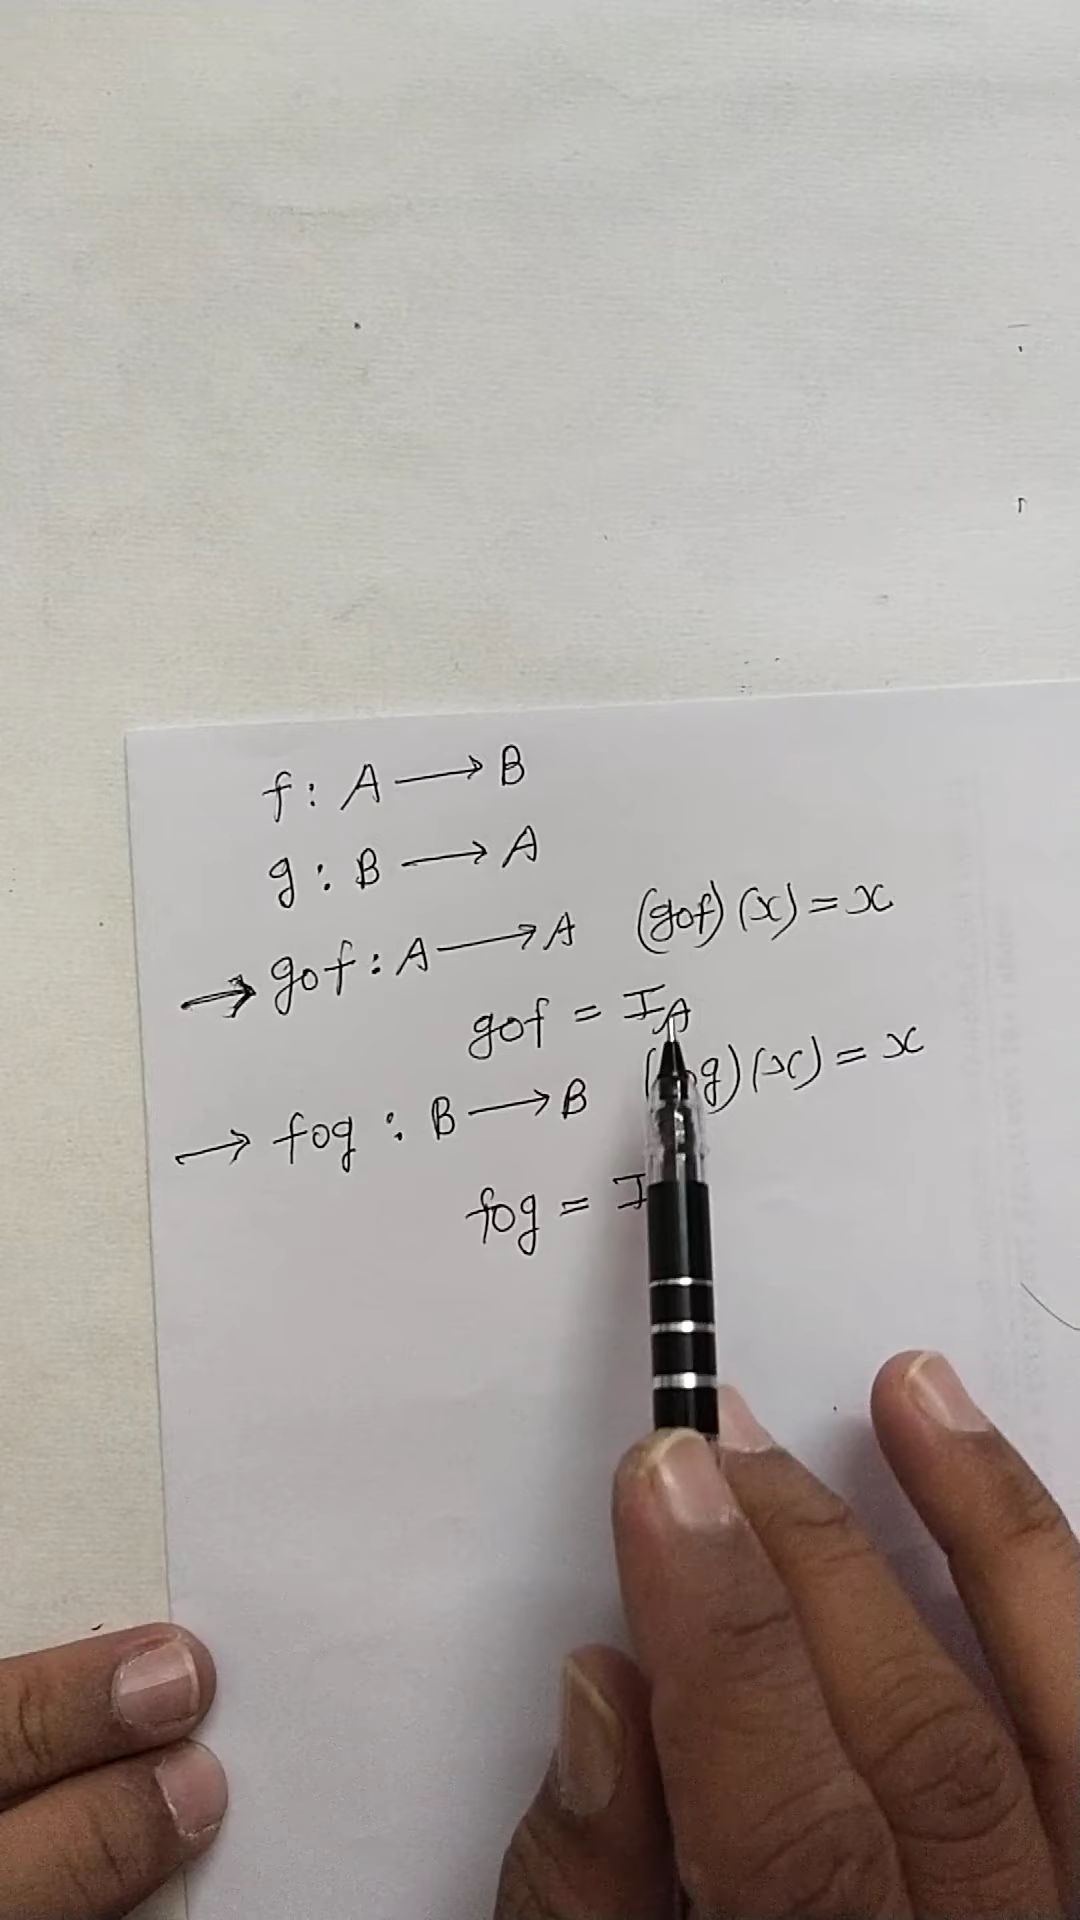 f : A ⟶ B
g : B ⟶ A
→ gof : A ⟶ A (gof)(x) = x
gof = I_A
→ fog : B ⟶ B g)(x) = x
fog = I